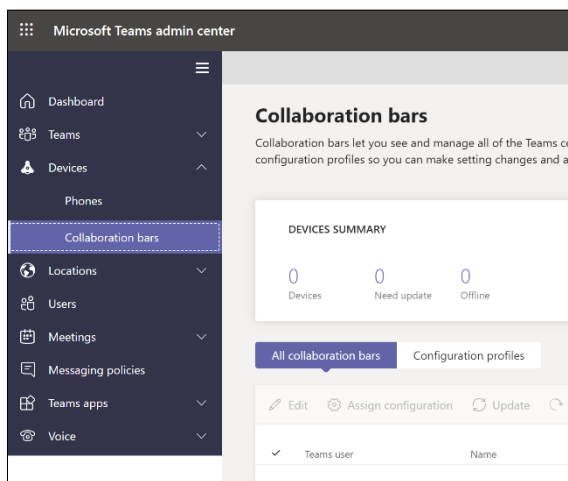 Microsoft Teams admin center
Dashboard
Teams
Devices
Phones
Collaboration bars
Locations
Users
Meetings
Messaging policies
Teams apps
Voice
Collaboration bars
Collaboration bars let you see and manage all of the Teams ce
configuration profiles so you can make setting changes and a
DEVICES SUMMARY
0 0 0
Devices Need update Offline
All collaboration bars Configuration profiles
Edit Assign configuration Update
Teams user Name